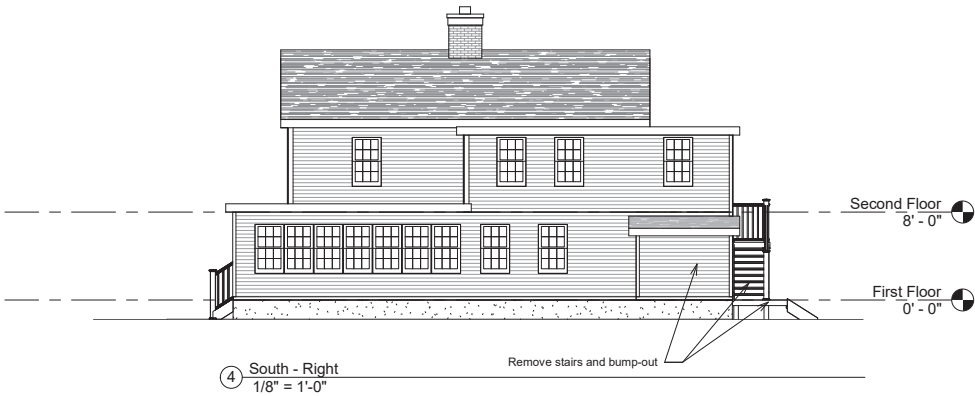 Second Floor
8' - 0"
First Floor
0' - 0"
Remove stairs and bump-out
4 South - Right
1/8" = 1'-0"